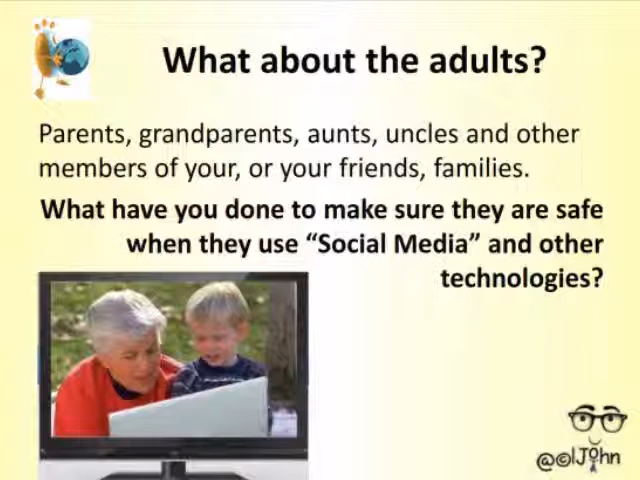 What about the adults?
Parents, grandparents, aunts, uncles and other
members of your, or your friends, families.
What have you done to make sure they are safe
when they use “Social Media” and other
technologies?
@©lJohn